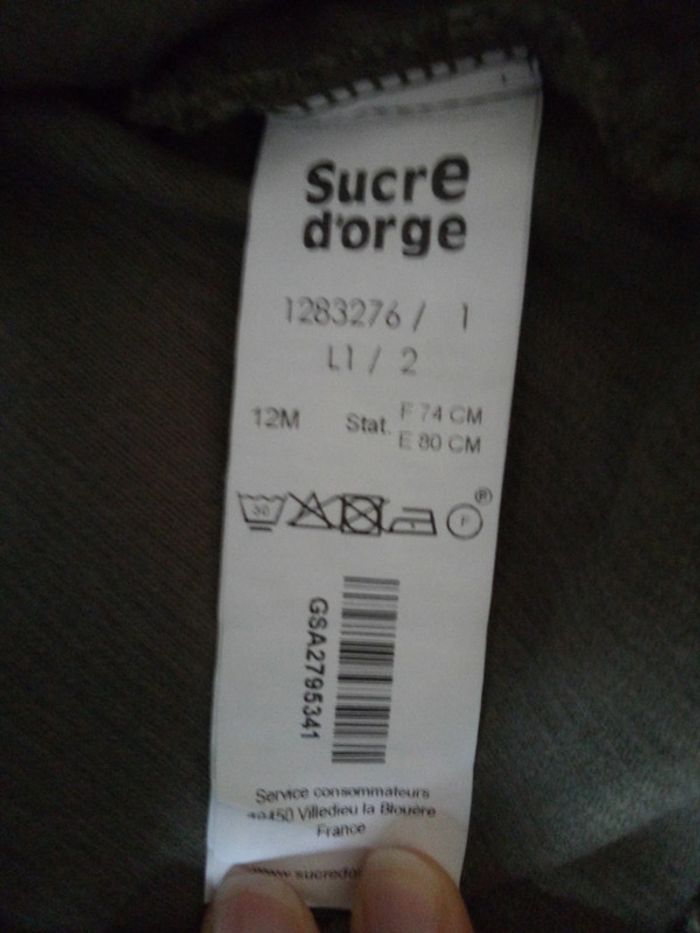 Sucre
d'orge
1283276 / 1
L1 / 2
12M Stat. F 74 CM
E 80 CM
30 F ®
GSA2795341
Service consommateurs
Villedieu la Blouère
France